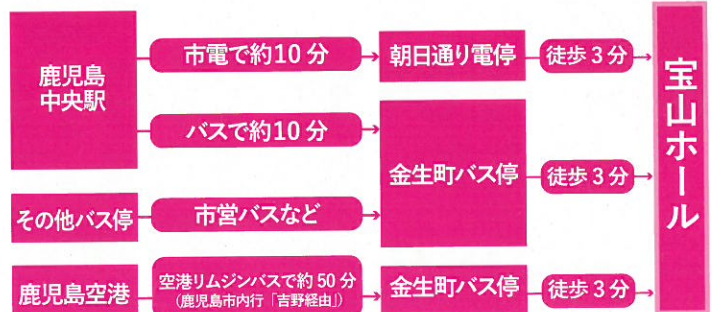 鹿児島
中央駅
市電で約10分
朝日通り電停
徒歩3分
バスで約10分
金生町バス停
徒歩3分
その他バス停
市営バスなど
鹿児島空港
空港リムジンバスで約50分
(鹿児島市内行「吉野経由」)
金生町バス停
徒歩3分
宝山ホール